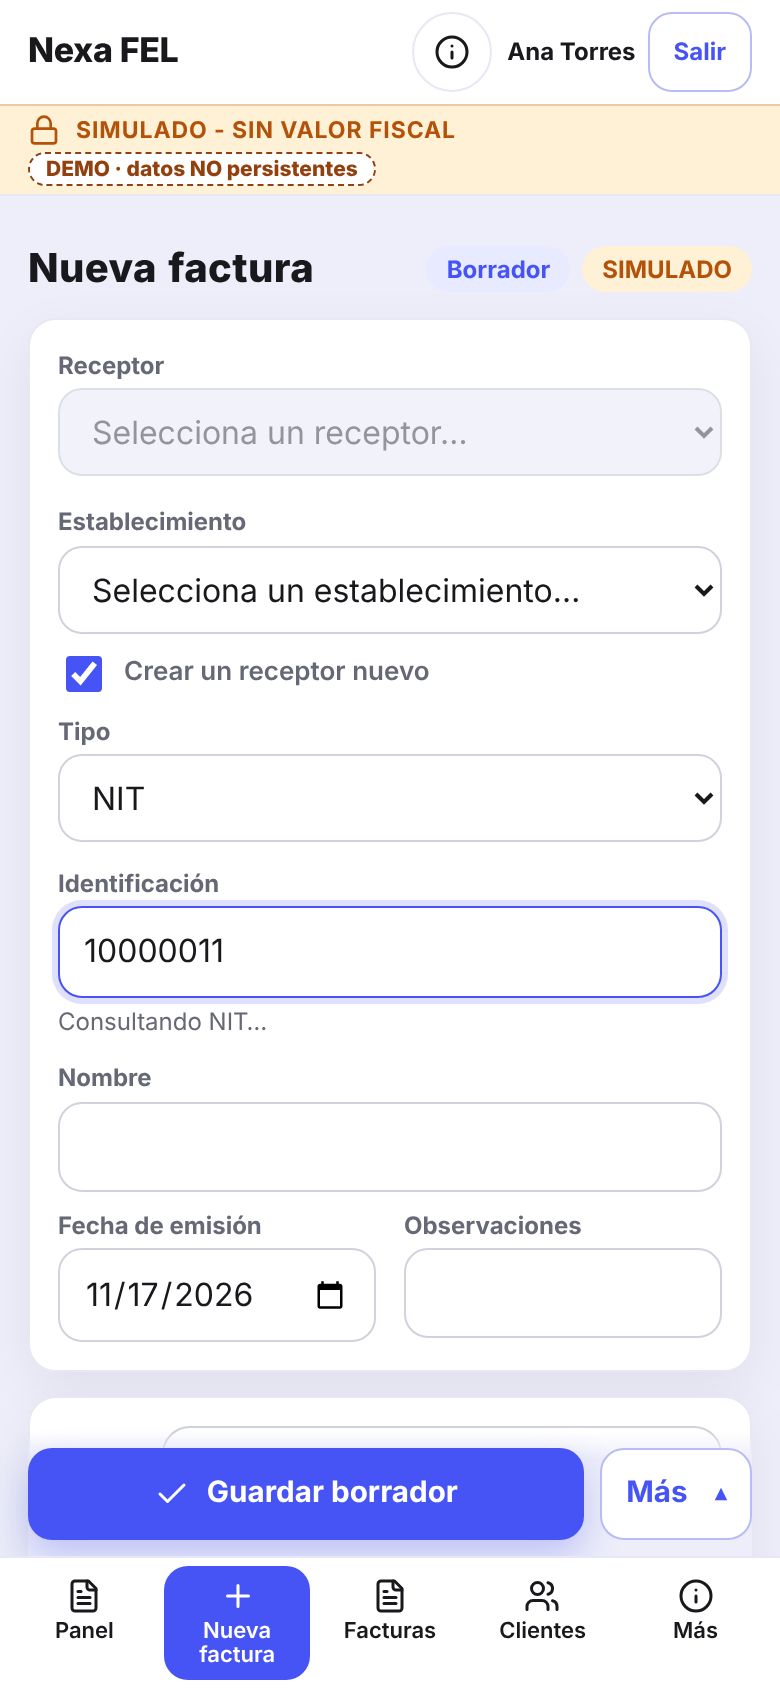 Nexa FEL
Ana Torres
Salir
SIMULADO - SIN VALOR FISCAL
DEMO · datos NO persistentes
Nueva factura
Borrador
SIMULADO
Receptor
Selecciona un receptor...
Establecimiento
Selecciona un establecimiento...
Crear un receptor nuevo
Tipo
NIT
Identificación
10000011
Consultando NIT...
Nombre
Fecha de emisión
Observaciones
11/17/2026
Guardar borrador
Más ▲
Panel
Nueva
factura
Facturas
Clientes
Más